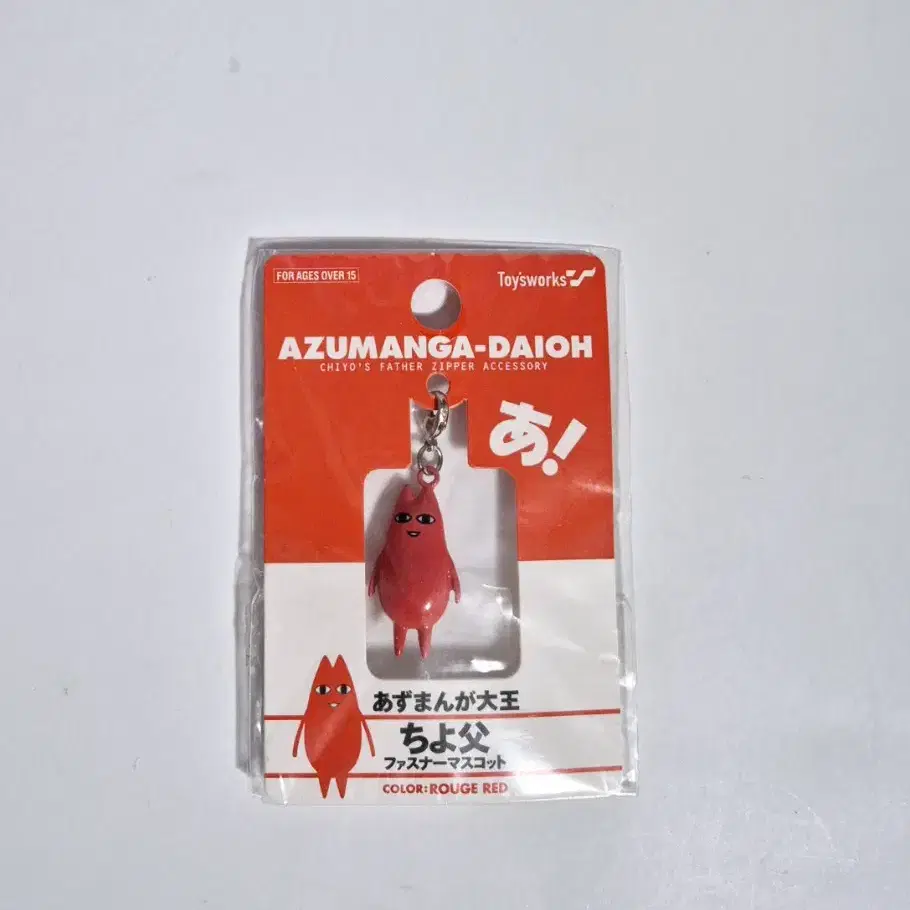 FOR AGES OVER 15
Toy'sworks
AZUMANGA-DAIOH
CHIYO'S FATHER ZIPPER ACCESSORY
あ!
あずまんが大王
ちよ父
ファスナーマスコット
COLOR:ROUGE RED